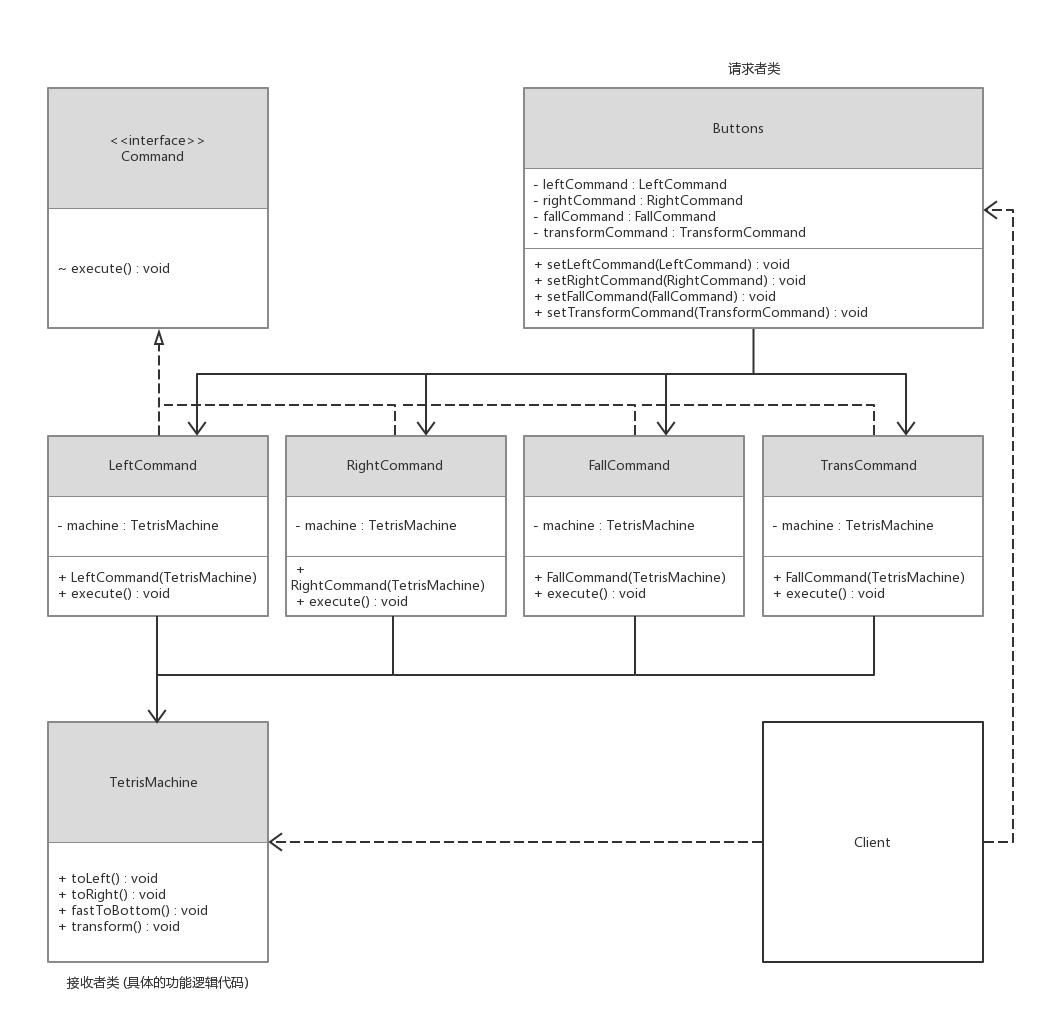 请求者类
<<interface>>
Command
~ execute() : void
Buttons
- leftCommand : LeftCommand
- rightCommand : RightCommand
- fallCommand : FallCommand
- transformCommand : TransformCommand
+ setLeftCommand(LeftCommand) : void
+ setRightCommand(RightCommand) : void
+ setFallCommand(FallCommand) : void
+ setTransformCommand(TransformCommand) : void
LeftCommand
- machine : TetrisMachine
+ LeftCommand(TetrisMachine)
+ execute() : void
RightCommand
- machine : TetrisMachine
+
RightCommand(TetrisMachine)
+ execute() : void
FallCommand
- machine : TetrisMachine
+ FallCommand(TetrisMachine)
+ execute() : void
TransCommand
- machine : TetrisMachine
+ FallCommand(TetrisMachine)
+ execute() : void
TetrisMachine
+ toLeft() : void
+ toRight() : void
+ fastToBottom() : void
+ transform() : void
Client
接收者类 (具体的功能逻辑代码)